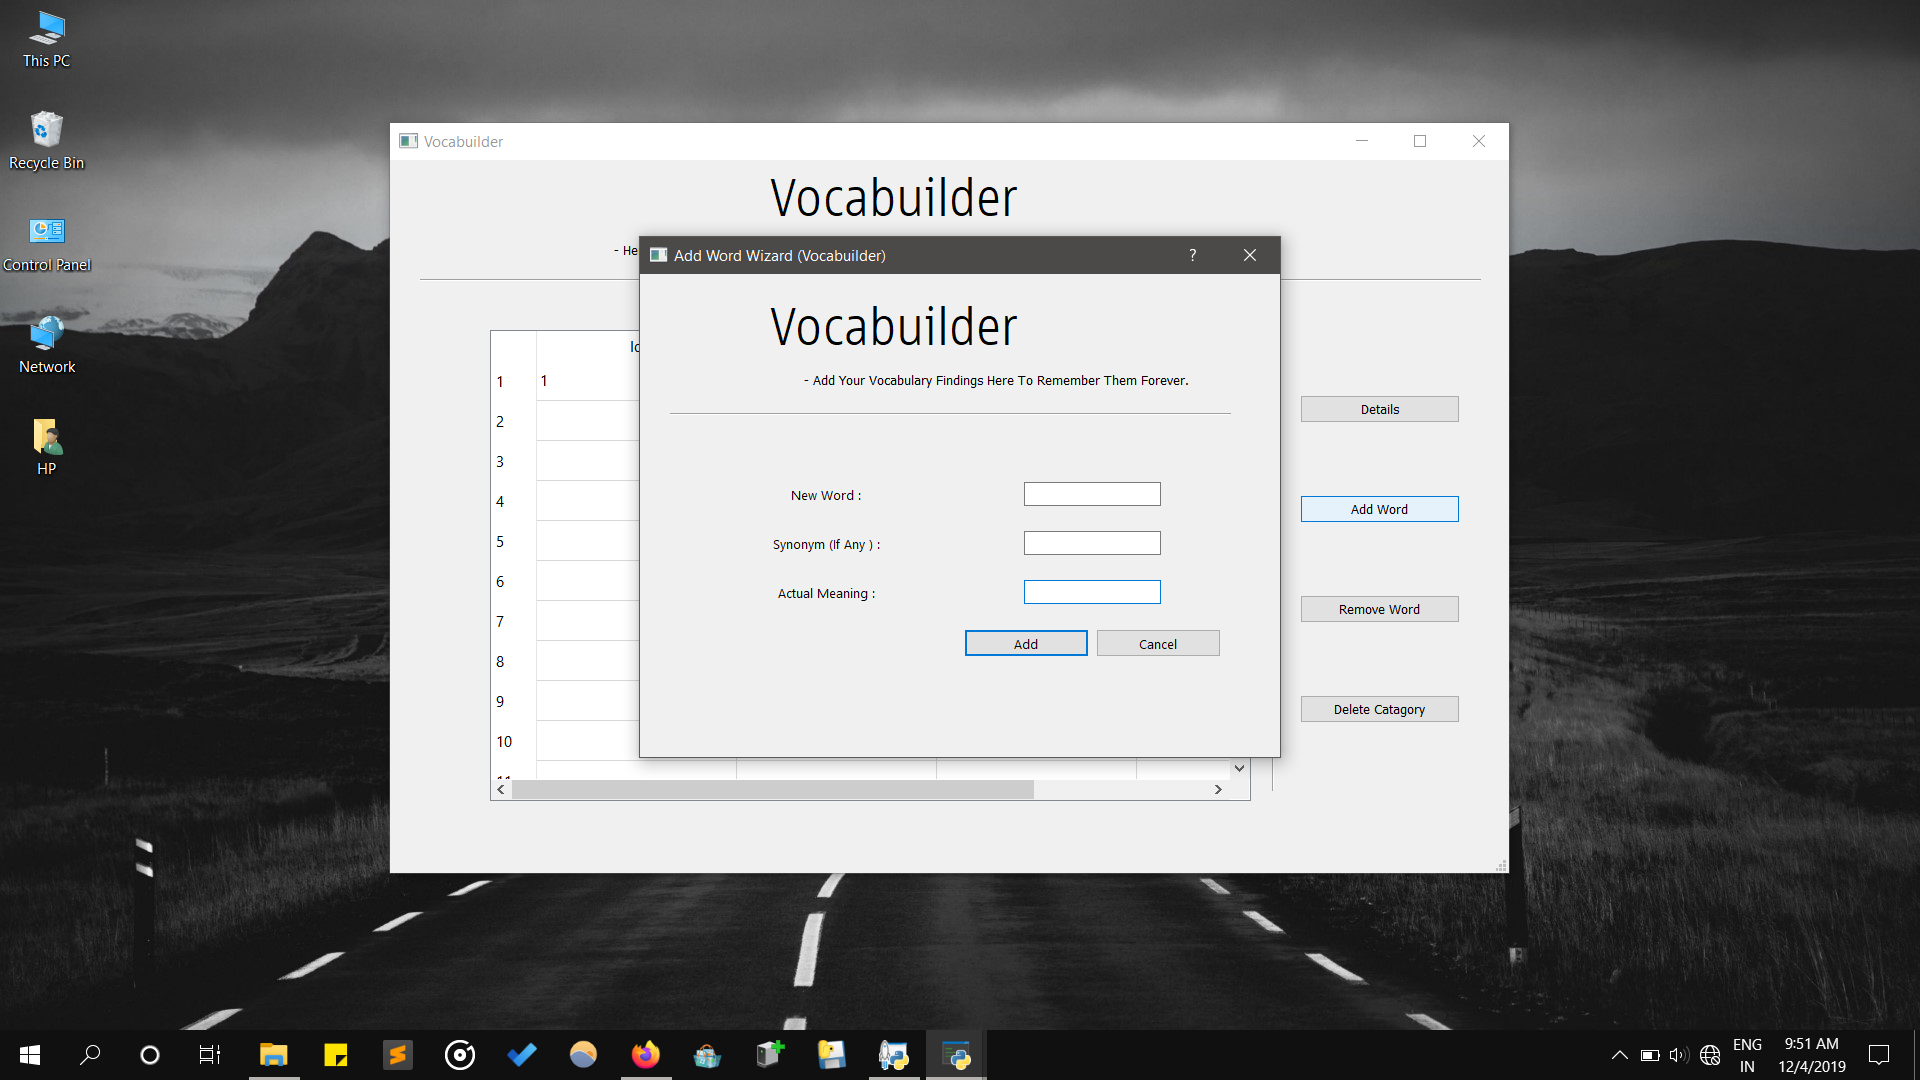 This PC
Recycle Bin
Control Panel
Network
HP
Vocabuilder
Vocabuilder
- He
Add Word Wizard (Vocabuilder)
?
Vocabuilder
- Add Your Vocabulary Findings Here To Remember Them Forever.
New Word :
Synonym (If Any ) :
Actual Meaning :
Add
Cancel
1 1
2
3
4
5
6
7
8
9
10
11
Details
Add Word
Remove Word
Delete Catagory
ENG
IN
9:51 AM
12/4/2019